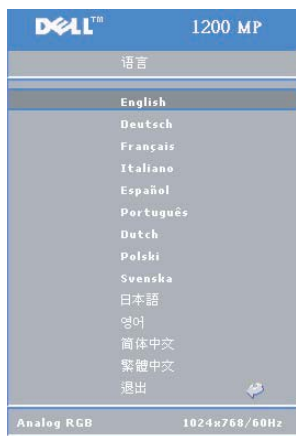 DELL™ 1200 MP
语言
English
Deutsch
Français
Italiano
Español
Português
Dutch
Polski
Svenska
日本語
영어
简体中文
繁體中文
退出
Analog RGB 1024x768/60Hz